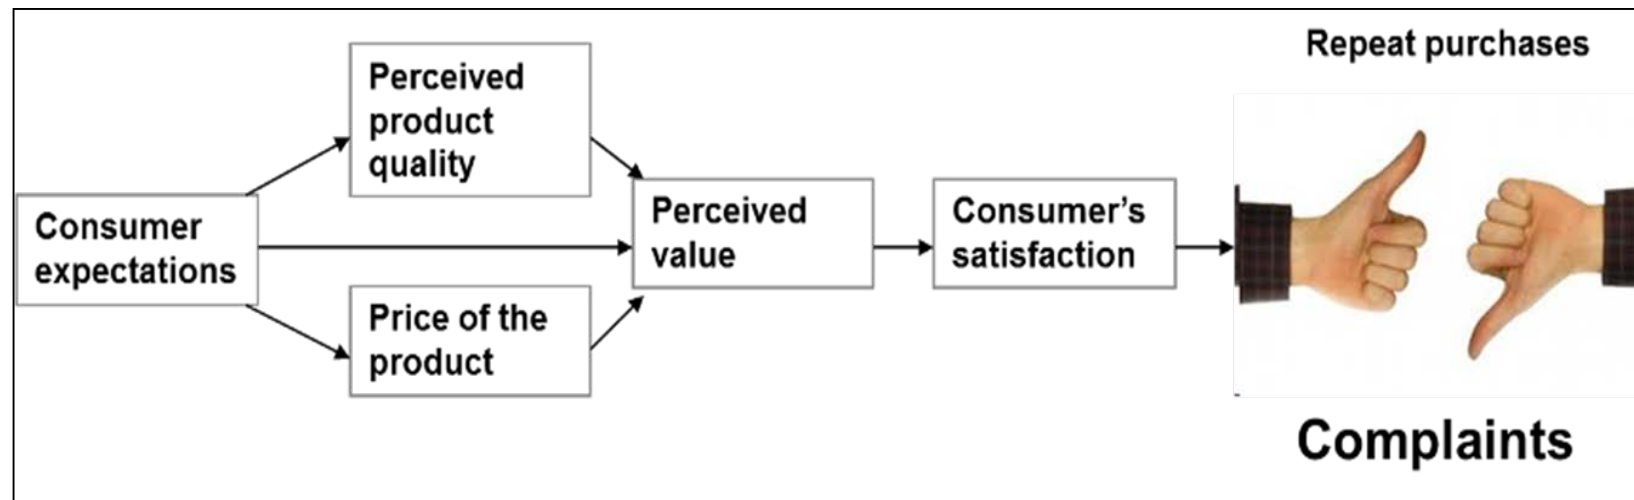 Consumer
expectations
Perceived
product
quality
Price of the
product
Perceived
value
Consumer’s
satisfaction
Repeat purchases
Complaints